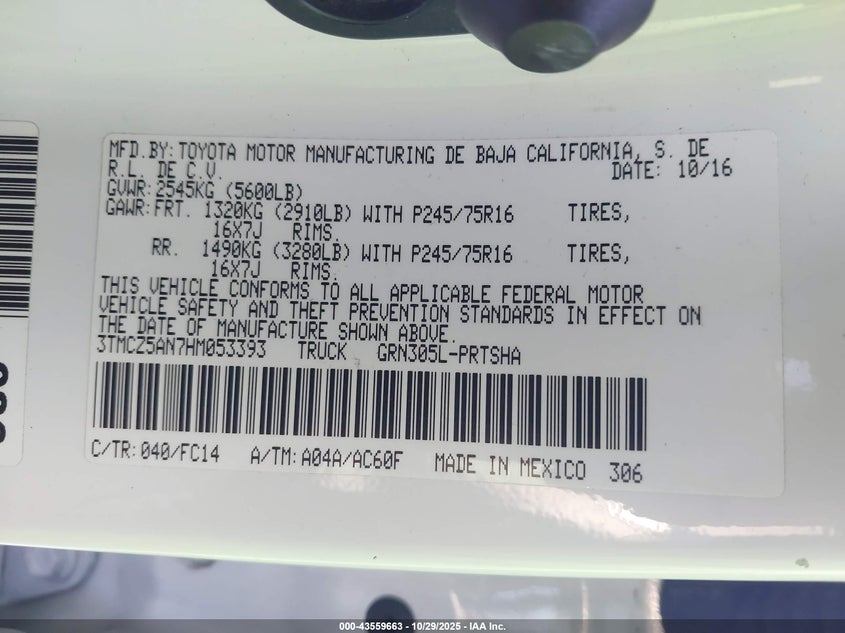 MFD.BY:TOYOTA MOTOR MANUFACTURING DE BAJA CALIFORNIA, S. DE
R.L. DE C.V. DATE: 10/16
GVWR:2545KG (5600LB)
GAWR:FRT. 1320KG (2910LB) WITH P245/75R16 TIRES,
16X7J RIMS.
RR. 1490KG (3280LB) WITH P245/75R16 TIRES,
16X7J RIMS.
THIS VEHICLE CONFORMS TO ALL APPLICABLE FEDERAL MOTOR
VEHICLE SAFETY AND THEFT PREVENTION STANDARDS IN EFFECT ON
THE DATE OF MANUFACTURE SHOWN ABOVE.
3TMCZ5AN7HM053393 TRUCK GRN305L-PRTSHA
C/TR:040/FC14 A/TM:A04A/AC60F MADE IN MEXICO 306
000-43559663 - 10/29/2025 - IAA Inc.